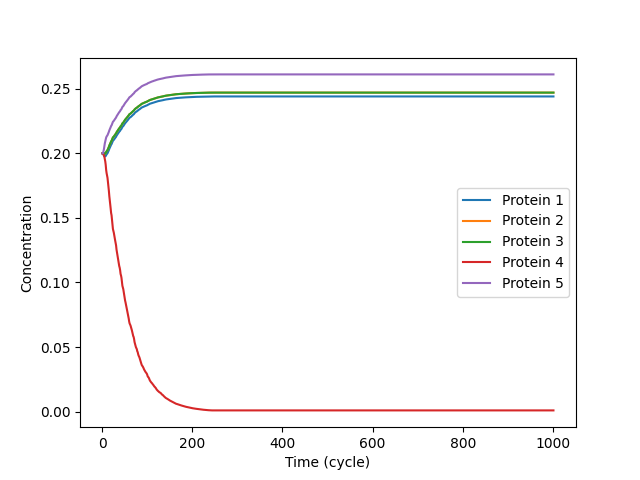 0.25
0.20
0.15
0.10
0.05
0.00
Concentration
Protein 1
Protein 2
Protein 3
Protein 4
Protein 5
0 200 400 600 800 1000
Time (cycle)